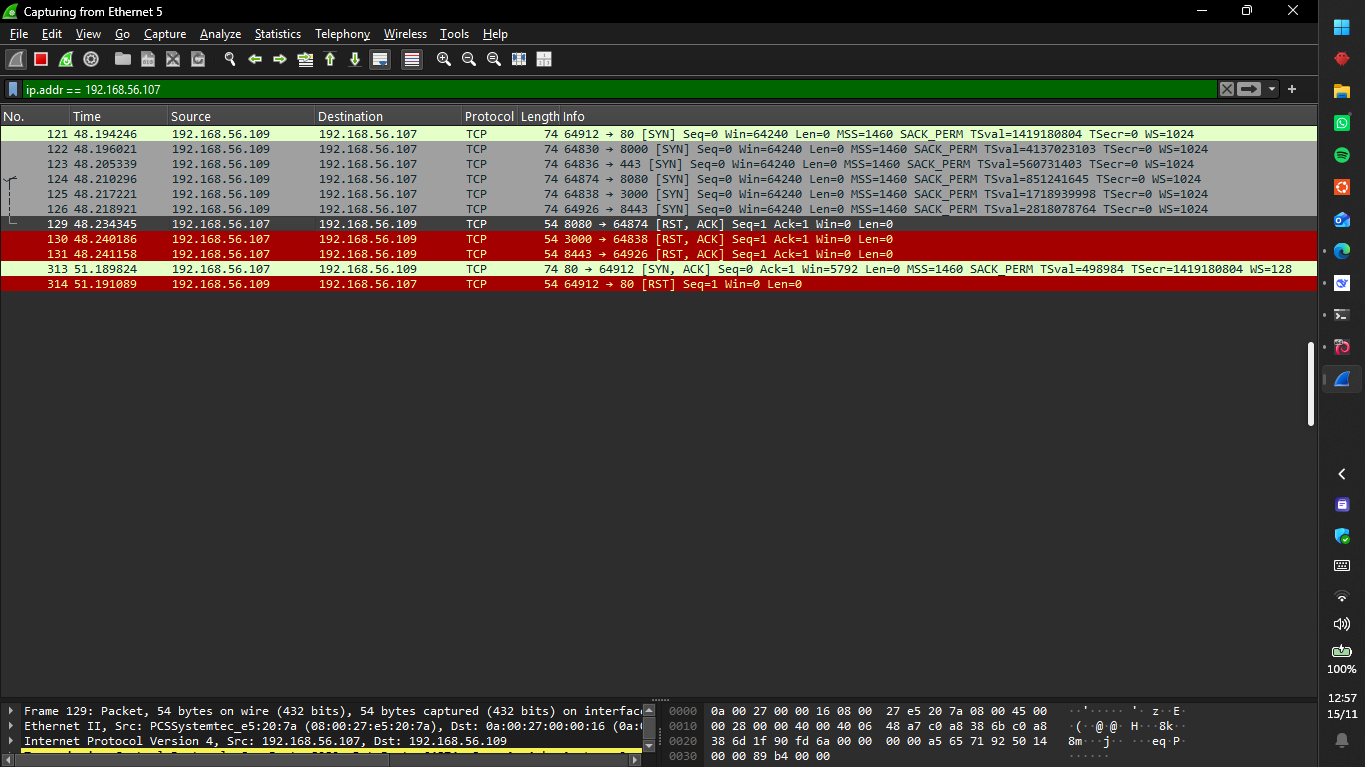 Capturing from Ethernet 5
File Edit View Go Capture Analyze Statistics Telephony Wireless Tools Help
ip.addr == 192.168.56.107
No. Time Source Destination Protocol Length Info
121 48.194246 192.168.56.109 192.168.56.107 TCP 74 64912 → 80 [SYN] Seq=0 Win=64240 Len=0 MSS=1460 SACK_PERM TSval=1419180804 TSecr=0 WS=1024
122 48.196021 192.168.56.109 192.168.56.107 TCP 74 64830 → 8000 [SYN] Seq=0 Win=64240 Len=0 MSS=1460 SACK_PERM TSval=4137023103 TSecr=0 WS=1024
123 48.205339 192.168.56.109 192.168.56.107 TCP 74 64836 → 443 [SYN] Seq=0 Win=64240 Len=0 MSS=1460 SACK_PERM TSval=560731403 TSecr=0 WS=1024
124 48.210296 192.168.56.109 192.168.56.107 TCP 74 64874 → 8080 [SYN] Seq=0 Win=64240 Len=0 MSS=1460 SACK_PERM TSval=851241645 TSecr=0 WS=1024
125 48.217221 192.168.56.109 192.168.56.107 TCP 74 64838 → 3000 [SYN] Seq=0 Win=64240 Len=0 MSS=1460 SACK_PERM TSval=1718939998 TSecr=0 WS=1024
126 48.218921 192.168.56.109 192.168.56.107 TCP 74 64926 → 8443 [SYN] Seq=0 Win=64240 Len=0 MSS=1460 SACK_PERM TSval=2818078764 TSecr=0 WS=1024
129 48.234345 192.168.56.107 192.168.56.109 TCP 54 8080 → 64874 [RST, ACK] Seq=1 Ack=1 Win=0 Len=0
130 48.240186 192.168.56.107 192.168.56.109 TCP 54 3000 → 64838 [RST, ACK] Seq=1 Ack=1 Win=0 Len=0
131 48.241158 192.168.56.107 192.168.56.109 TCP 54 8443 → 64926 [RST, ACK] Seq=1 Ack=1 Win=0 Len=0
313 51.189824 192.168.56.107 192.168.56.109 TCP 74 80 → 64912 [SYN, ACK] Seq=0 Ack=1 Win=5792 Len=0 MSS=1460 SACK_PERM TSval=498984 TSecr=1419180804 WS=128
314 51.191089 192.168.56.109 192.168.56.107 TCP 54 64912 → 80 [RST] Seq=1 Win=0 Len=0
Frame 129: Packet, 54 bytes on wire (432 bits), 54 bytes captured (432 bits) on interfac
Ethernet II, Src: PCSSystemtec_e5:20:7a (08:00:27:e5:20:7a), Dst: 0a:00:27:00:00:16 (0a:
Internet Protocol Version 4, Src: 192.168.56.107, Dst: 192.168.56.109
0000 0a 00 27 00 00 16 08 00 27 e5 20 7a 08 00 45 00 ··'·····'· z··E·
0010 00 28 00 00 40 00 40 06 48 a7 c0 a8 38 6b c0 a8 ·(··@·@·H···8k··
0020 38 6d 1f 90 fd 6a 00 00 00 00 a5 65 71 92 50 14 8m···j·····eq·P·
0030 00 00 89 b4 00 00 ······
100%
12:57
15/11